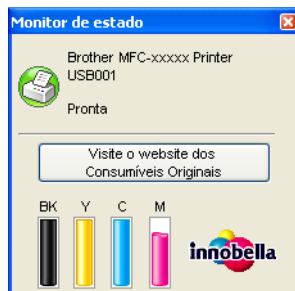 Monitor de estado
Brother MFC-xxxxx Printer
USB001
Pronta
Visite o website dos
Consumíveis Originais
BK Y C M
innobella